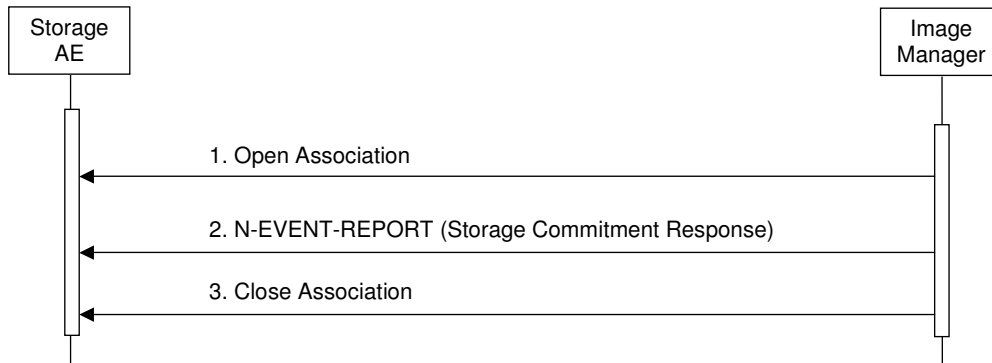 Storage
AE
Image
Manager
1. Open Association
2. N-EVENT-REPORT (Storage Commitment Response)
3. Close Association